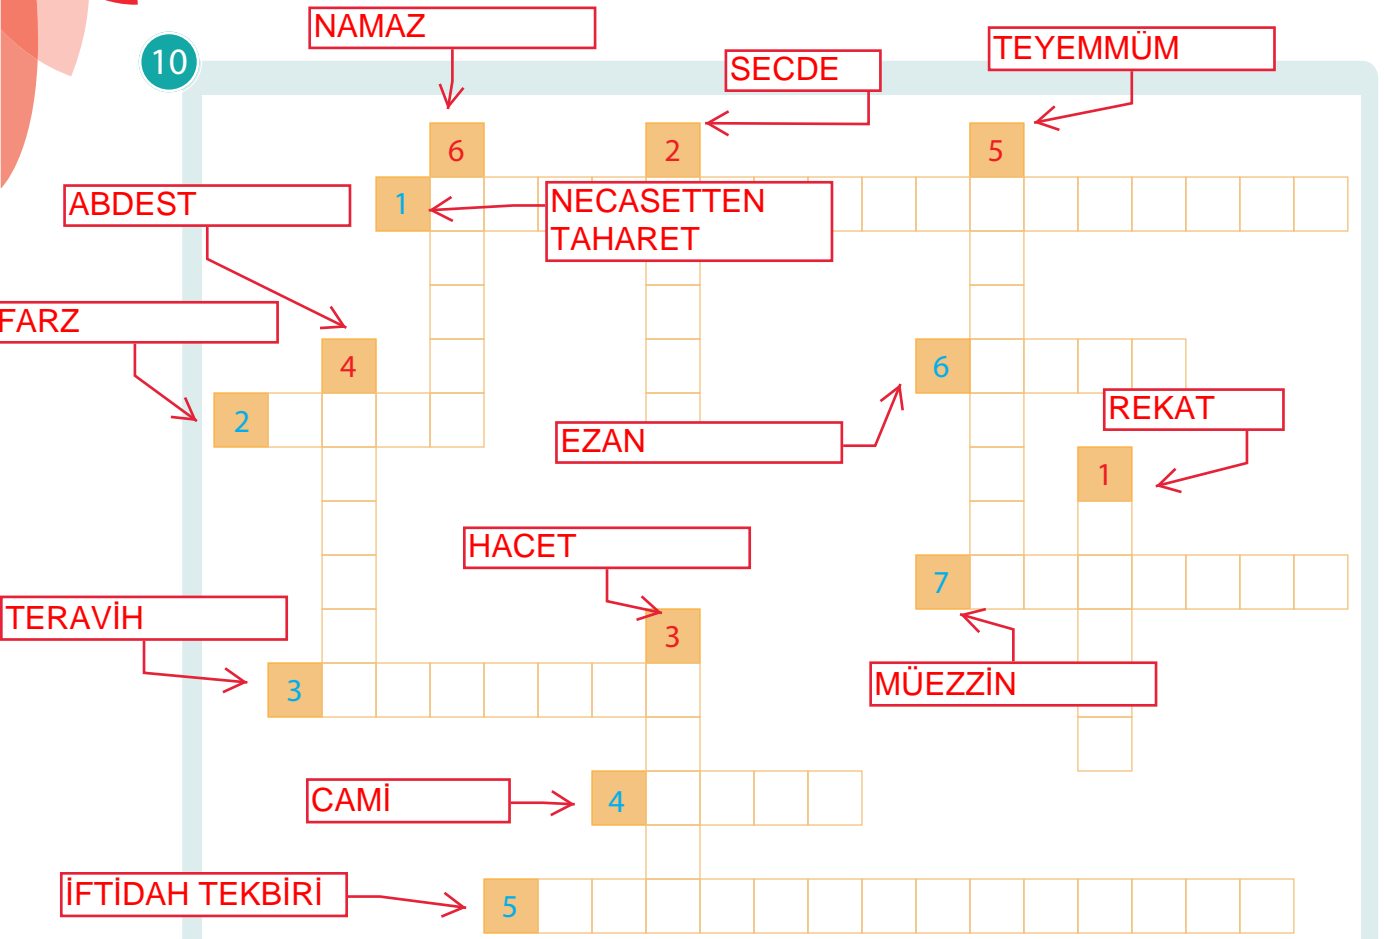 NAMAZ
10
SECDE
TEYEMMÜM
6
2
5
ABDEST
1
NECASETTEN
TAHARET
FARZ
4
6
2
REKAT
EZAN
1
HACET
7
TERAVİH
3
MÜEZZİN
3
CAMİ
4
İFTİDAH TEKBİRİ
5